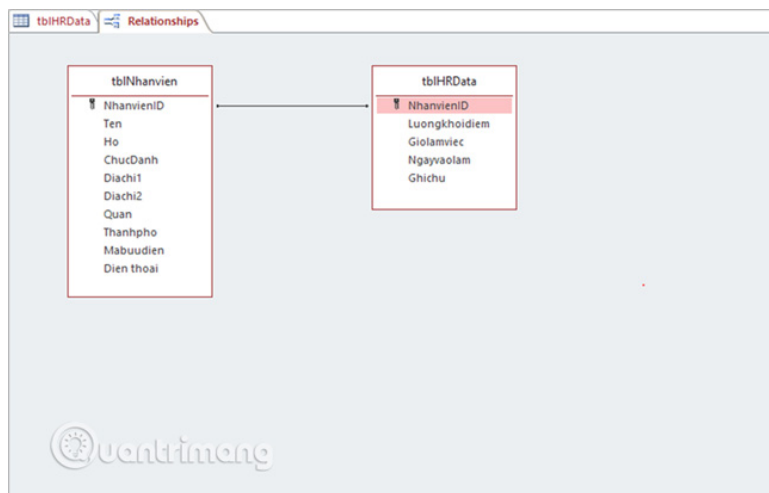 tblHRData
Relationships
tblNhanvien
NhanvienID
Ten
Ho
ChucDanh
Diachi1
Diachi2
Quan
Thanhpho
Mabuudien
Dien thoai
tblHRData
NhanvienID
Luongkhoidiem
Giolamviec
Ngayvaolam
Ghichu
Quantrimang